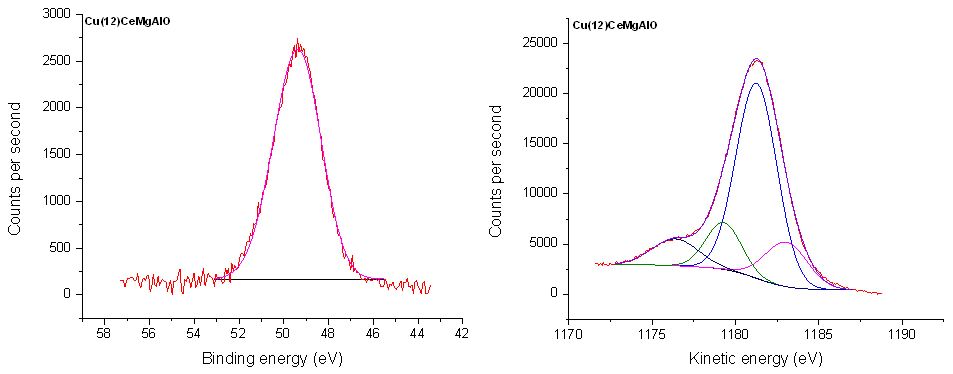 Cu(12)CeMgAlO
3000
2500
2000
1500
1000
500
0
58 56 54 52 50 48 46 44 42
Counts per second
Binding energy (eV)
Cu(12)CeMgAlO
25000
20000
15000
10000
5000
0
1170 1175 1180 1185 1190
Counts per second
Kinetic energy (eV)